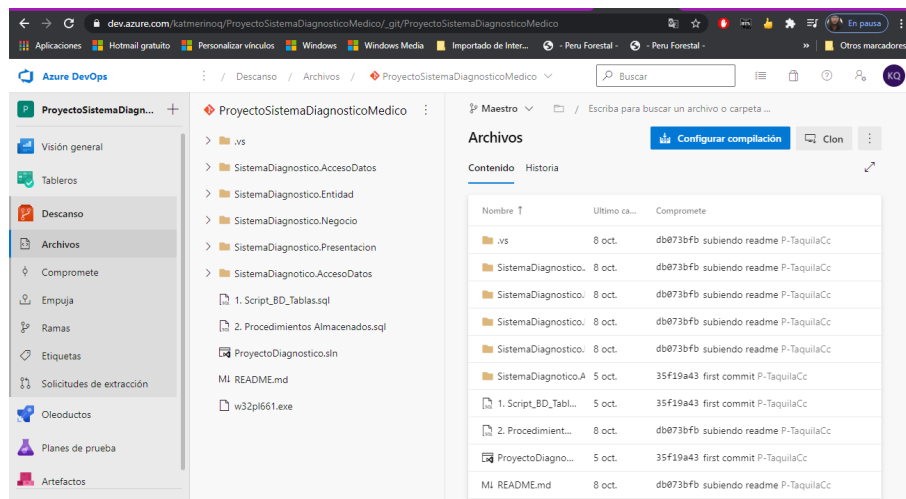 dev.azure.com/katmerinoq/ProyectoSistemaDiagnosticoMedico/_git/ProyectoSistemaDiagnosticoMedico
En pausa
Aplicaciones Hotmail gratuito Personalizar vínculos Windows Windows Media Importado de Inter... - Peru Forestal - - Peru Forestal - » Otros marcadores
Azure DevOps / Descanso / Archivos / ProyectoSistemaDiagnosticoMedico Buscar KQ
P ProyectoSistemaDiagn... +
Visión general
Tableros
Descanso
Archivos
Compromete
Empuja
Ramas
Etiquetas
Solicitudes de extracción
Oleoductos
Planes de prueba
Artefactos
ProyectoSistemaDiagnosticoMedico
.vs
SistemaDiagnostico.AccesoDatos
SistemaDiagnostico.Entidad
SistemaDiagnostico.Negocio
SistemaDiagnostico.Presentacion
SistemaDiagnotico.AccesoDatos
1. Script_BD_Tablas.sql
2. Procedimientos Almacenados.sql
ProyectoDiagnostico.sln
README.md
w32pl661.exe
Maestro / Escriba para buscar un archivo o carpeta ...
Archivos Configurar compilación Clon
Contenido Historia
Nombre ↑ Ultimo ca... Compromete
.vs 8 oct. db073bfb subiendo readme P-TaquilaCc
SistemaDiagnostico.. 8 oct. db073bfb subiendo readme P-TaquilaCc
SistemaDiagnostico. 8 oct. db073bfb subiendo readme P-TaquilaCc
SistemaDiagnostico. 8 oct. db073bfb subiendo readme P-TaquilaCc
SistemaDiagnostico. 8 oct. db073bfb subiendo readme P-TaquilaCc
SistemaDiagnotico.A 5 oct. 35f19a43 first commit P-TaquilaCc
1. Script_BD_Tabl... 5 oct. 35f19a43 first commit P-TaquilaCc
2. Procedimient... 8 oct. db073bfb subiendo readme P-TaquilaCc
ProyectoDiagno... 5 oct. 35f19a43 first commit P-TaquilaCc
README.md 8 oct. db073bfb subiendo readme P-TaquilaCc